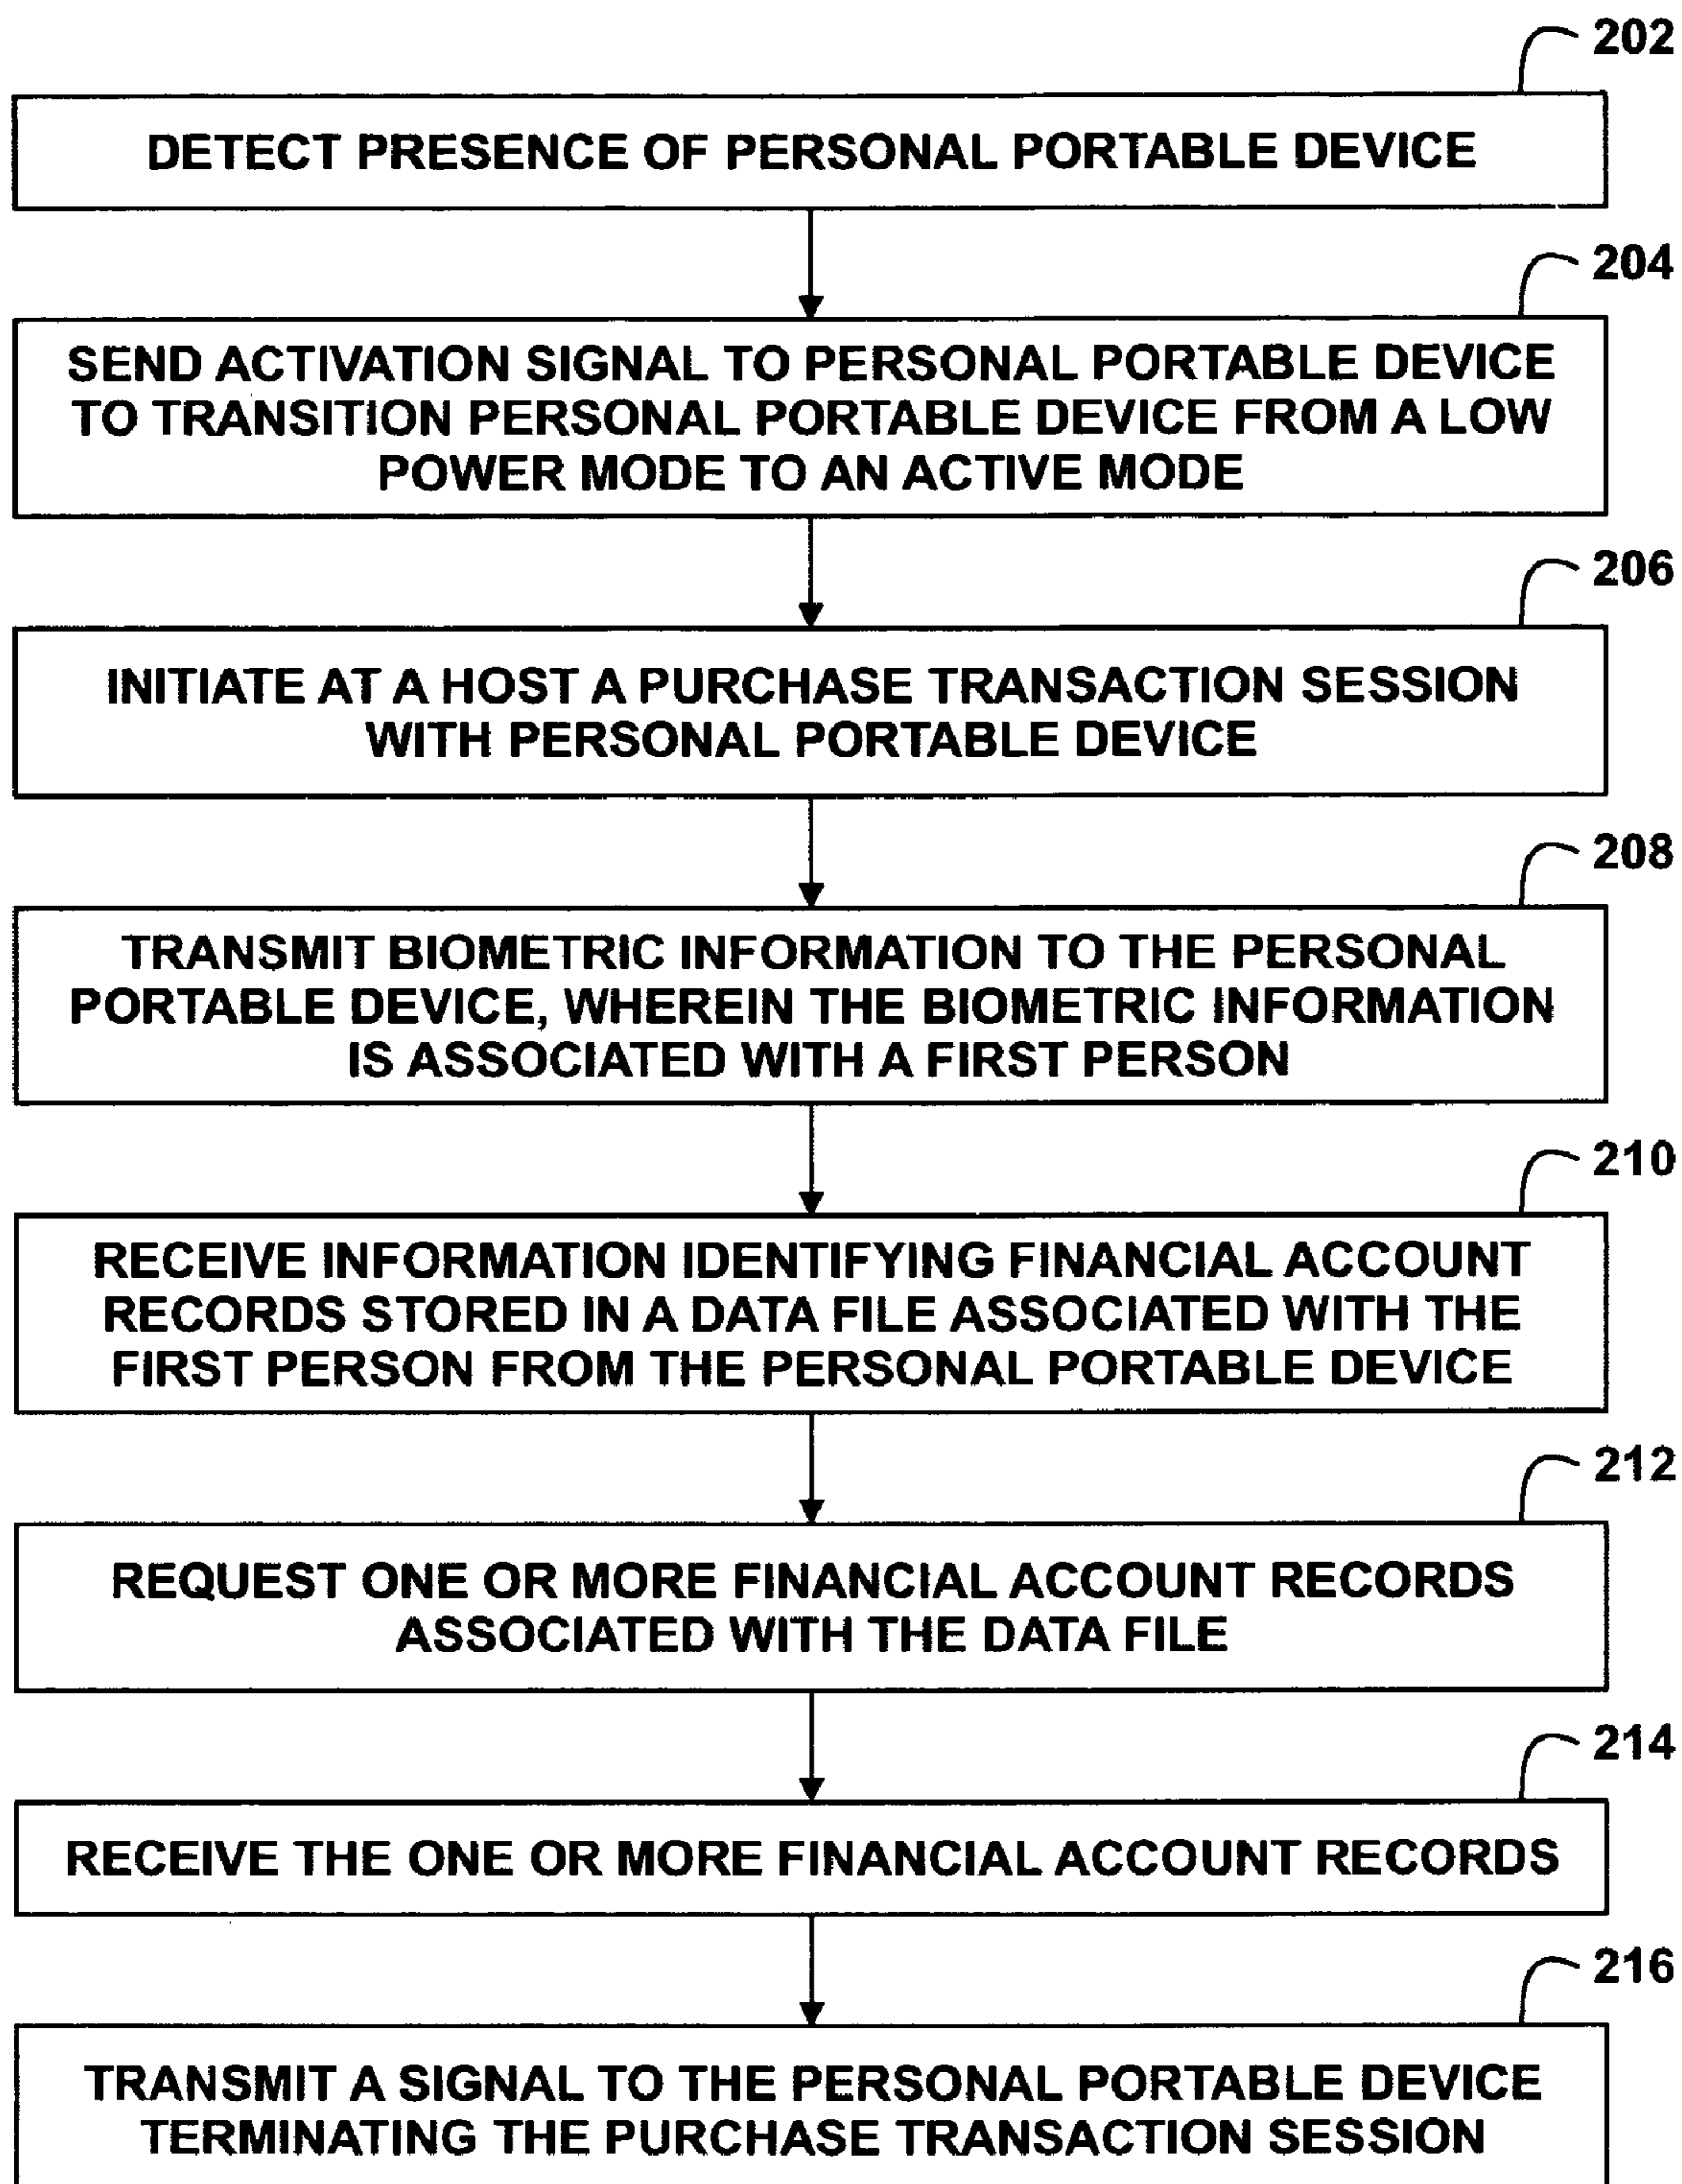 202
DETECT PRESENCE OF PERSONAL PORTABLE DEVICE
204
SEND ACTIVATION SIGNAL TO PERSONAL PORTABLE DEVICE
TO TRANSITION PERSONAL PORTABLE DEVICE FROM A LOW
POWER MODE TO AN ACTIVE MODE
206
INITIATE AT A HOST A PURCHASE TRANSACTION SESSION
WITH PERSONAL PORTABLE DEVICE
208
TRANSMIT BIOMETRIC INFORMATION TO THE PERSONAL
PORTABLE DEVICE, WHEREIN THE BIOMETRIC INFORMATION
IS ASSOCIATED WITH A FIRST PERSON
210
RECEIVE INFORMATION IDENTIFYING FINANCIAL ACCOUNT
RECORDS STORED IN A DATA FILE ASSOCIATED WITH THE
FIRST PERSON FROM THE PERSONAL PORTABLE DEVICE
212
REQUEST ONE OR MORE FINANCIAL ACCOUNT RECORDS
ASSOCIATED WITH THE DATA FILE
214
RECEIVE THE ONE OR MORE FINANCIAL ACCOUNT RECORDS
216
TRANSMIT A SIGNAL TO THE PERSONAL PORTABLE DEVICE
TERMINATING THE PURCHASE TRANSACTION SESSION